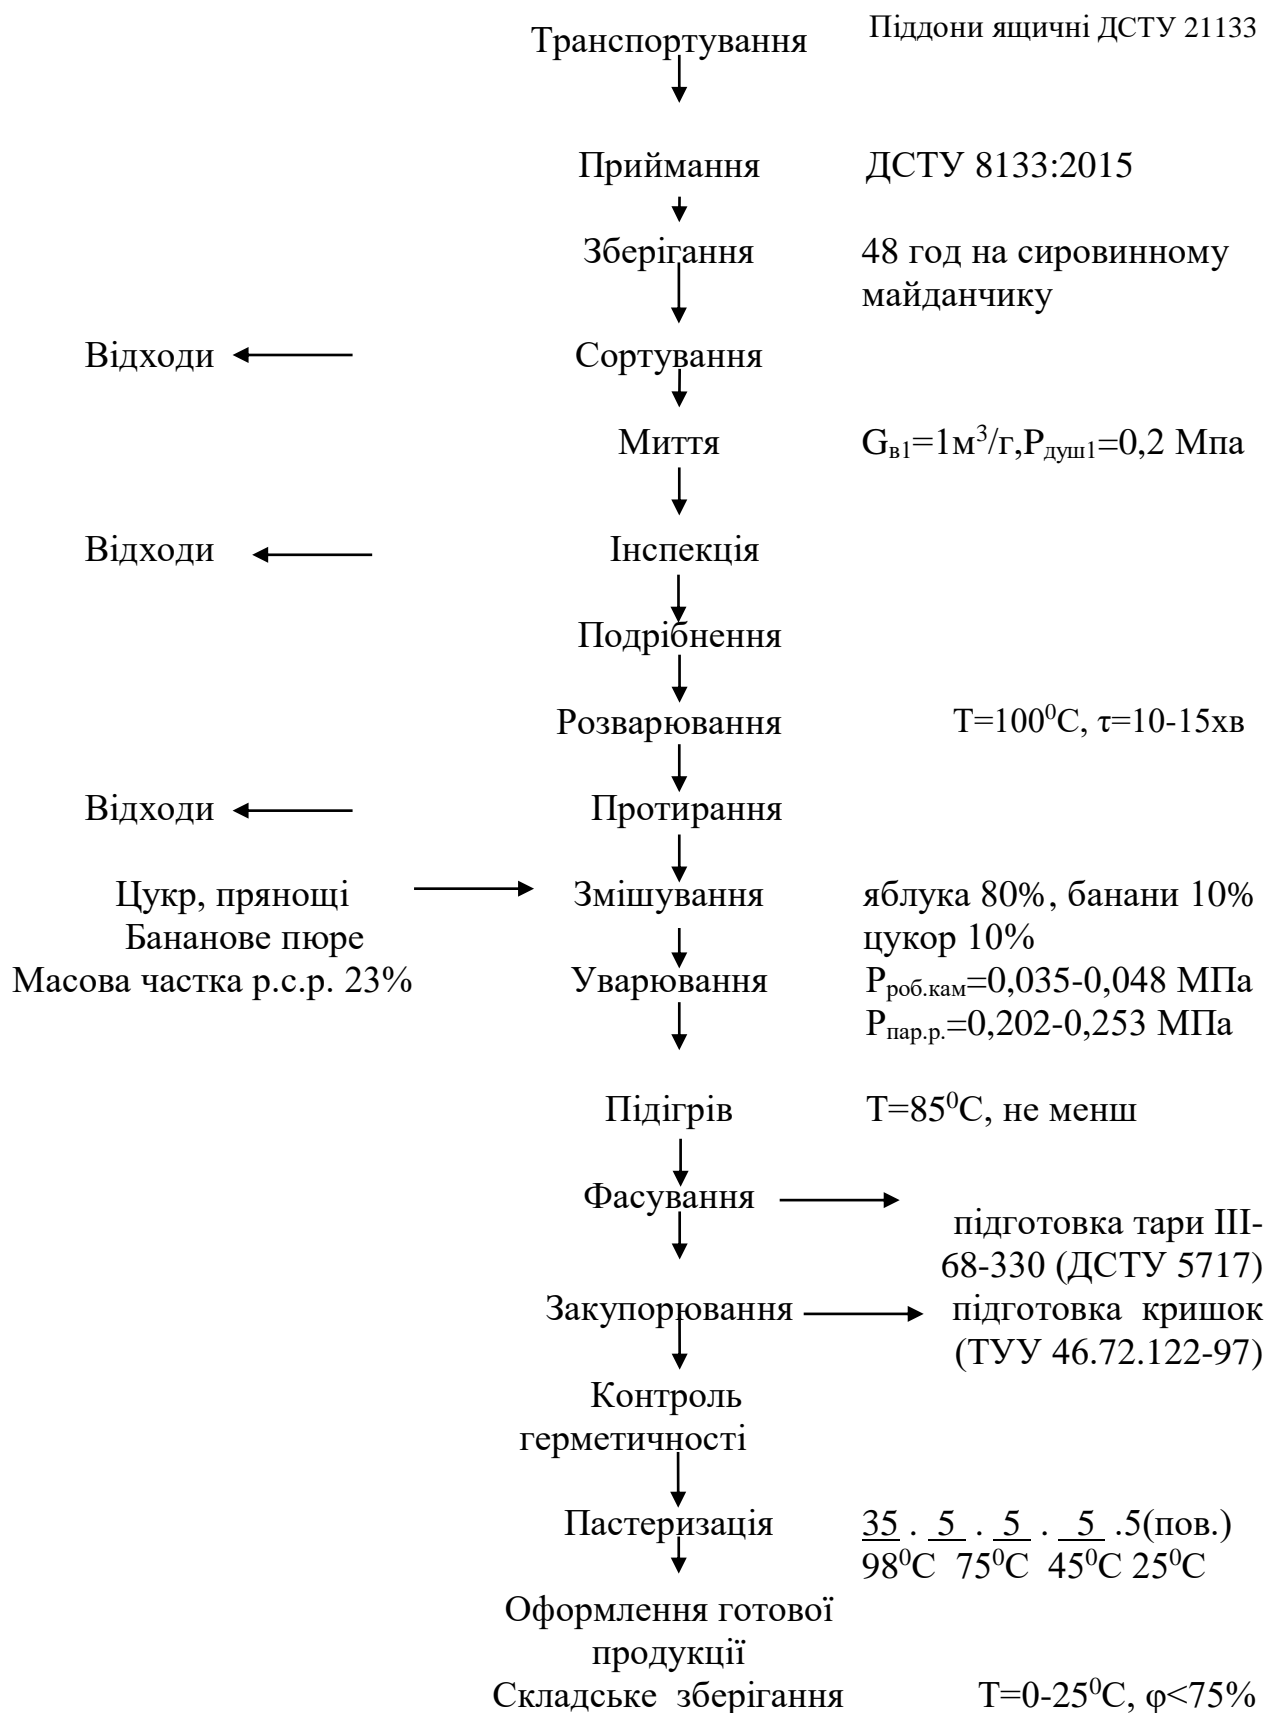 Транспортування Піддони ящичні ДСТУ 21133
Приймання ДСТУ 8133:2015
Зберігання 48 год на сировинному
майданчику
Відходи Сортування
Миття Gв1=1м³/г,Рдуш1=0,2 Мпа
Відходи Інспекція
Подрібнення
Розварювання Т=100⁰С, τ=10-15хв
Відходи Протирання
Цукр, прянощі Змішування яблука 80%, банани 10%
Бананове пюре цукор 10%
Масова частка р.с.р. 23% Уварювання Рроб.кам=0,035-0,048 МПа
Рпар.р.=0,202-0,253 МПа
Підігрів Т=85⁰С, не менш
Фасування
підготовка тари ІІІ-
68-330 (ДСТУ 5717)
Закупорювання підготовка кришок
(ТУУ 46.72.122-97)
Контроль
герметичності
Пастеризація 35 . 5 . 5 . 5 .5(пов.)
98⁰С 75⁰С 45⁰С 25⁰С
Оформлення готової
продукції
Складське зберігання Т=0-25⁰С, φ<75%